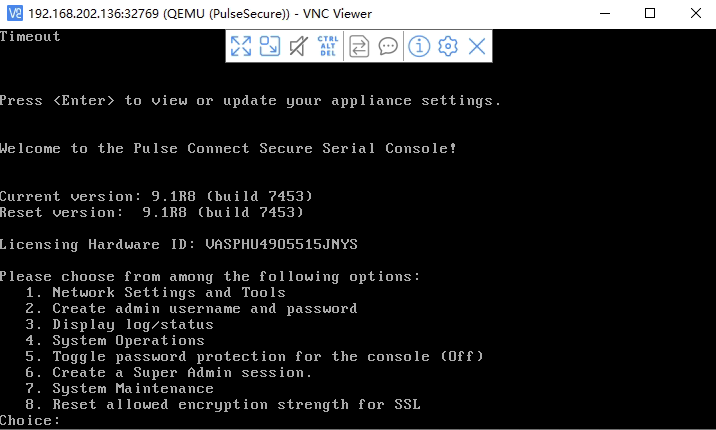 192.168.202.136:32769 (QEMU (PulseSecure)) - VNC Viewer
Timeout
CTRL
ALT
DEL
Press <Enter> to view or update your appliance settings.
Welcome to the Pulse Connect Secure Serial Console!
Current version: 9.1R8 (build 7453)
Reset version:  9.1R8 (build 7453)
Licensing Hardware ID: VASPHU49O5515JNYS
Please choose from among the following options:
   1. Network Settings and Tools
   2. Create admin username and password
   3. Display log/status
   4. System Operations
   5. Toggle password protection for the console (Off)
   6. Create a Super Admin session.
   7. System Maintenance
   8. Reset allowed encryption strength for SSL
Choice: